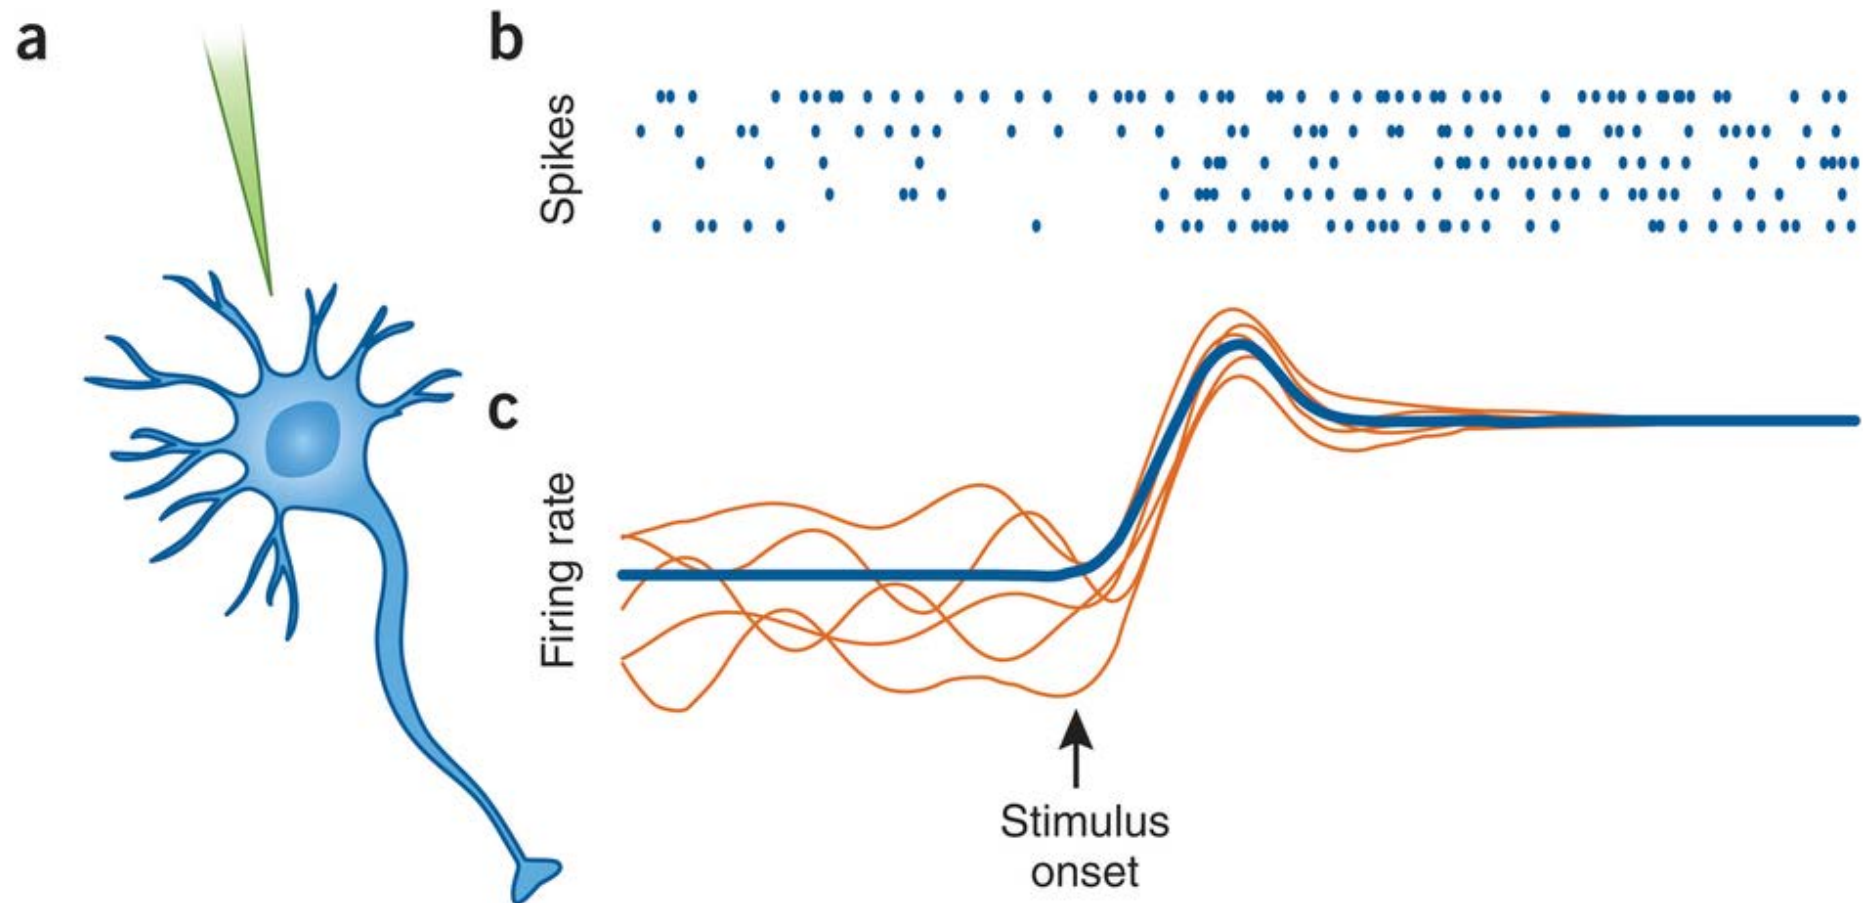 a
b
Spikes
c
Firing rate
Stimulus
onset